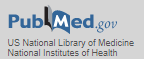 PubMed.gov
US National Library of Medicine
National Institutes of Health